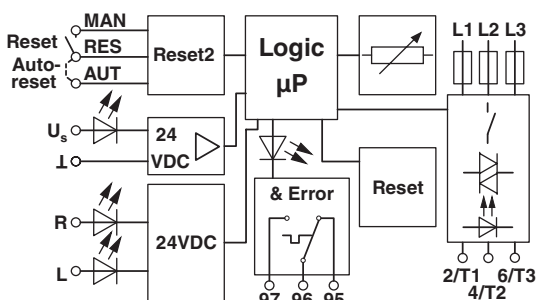 MAN
Reset
RES
Auto-
reset
AUT
Reset2
Logic
µP
L1 L2 L3
Us
24
VDC
⊥
& Error
Reset
R
24VDC
L
97 96 95
2/T1 6/T3
4/T2